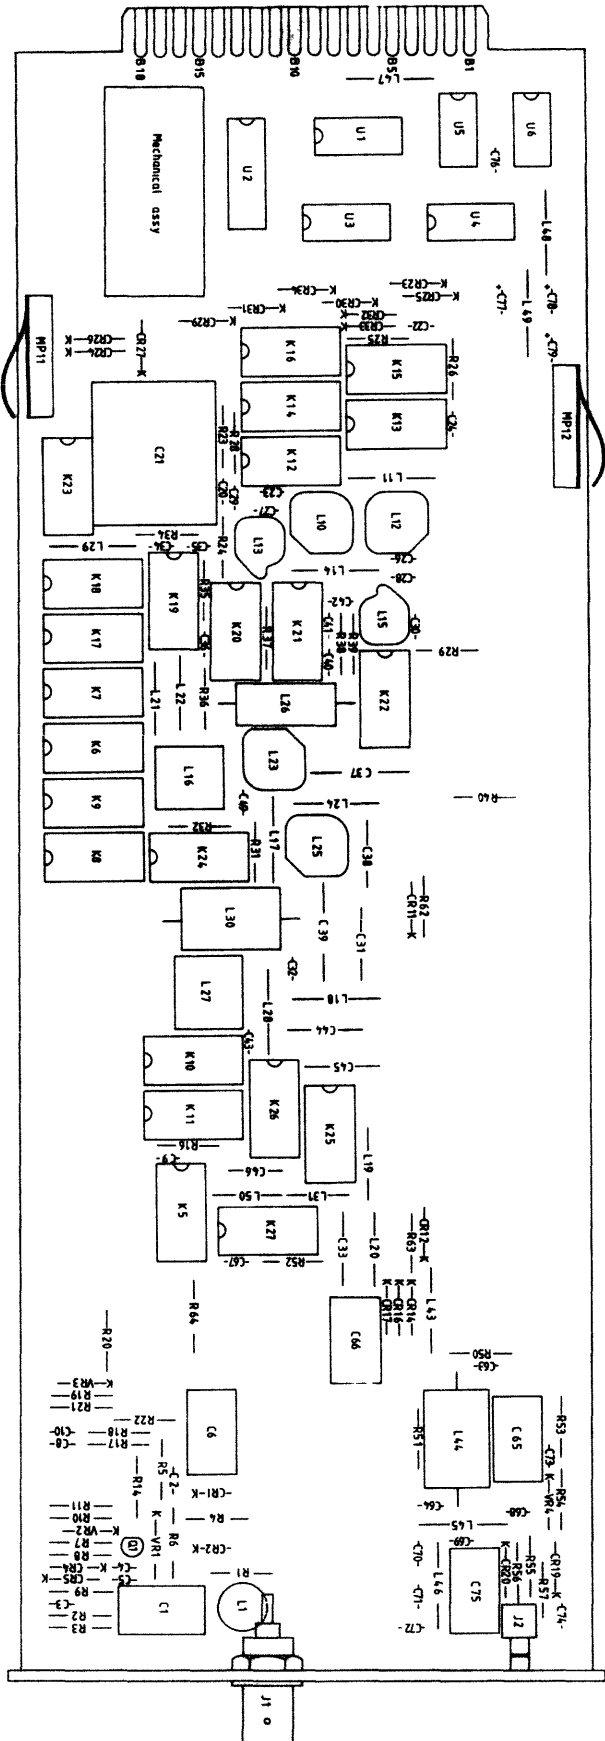 B18
B15
B10
B5
B1
L47
Mechanical assy
U2
U1
U5
U6
-C76-
U3
U4
L48
CR34 K
CR23 K
CR25 K
CR31 K
CR30 K
CR29 K
K CR32
K CR33
-C22-
+C77-
L49
+C78-
+C79-
MP11
K CR26
K CR24
CR27 K
K16
R25
K15
R26
MP12
C21
R23
R28
K14
K13
C24-
K23
K12
L11
C20
C29
-C23-
-C27-
L10
L12
R34
L29
-C34-
-C35-
R24
L13
-C26-
-C28-
L14
K18
K19
R35
K20
K21
-C42-
C41
L15
C30-
K17
C36
R37
R38
R39
C40
K22
R29
K7
L21
L22
R36
L26
K6
L16
L23
C37
K9
-C48-
L24
R40
R32
L17
K8
K24
R31
L25
C38
L30
C39
C31
R62
CR11 K
L27
-C32-
L28
L18
C44
-C43-
K10
K26
C45
K11
K25
R16
-C9-
L19
K5
C46
L50
L31
K27
C33
L20
CR12 K
R63
-C67-
R52
R64
C66
K CR17
K CR16
K CR14
L43
R20
R50
-C63-
K VR3
R19
R21
R22
C6
L44
C65
R53
C10-
R18
-C8-
R17
R51
C73
R5
C2
-CR1 K
R14
K VR4
R54
R11
R10
R4
-C64-
-C68-
K VR2
K VR1
R6
L45
R7
Q1
-CR2 K
-C69-
R8
K CR4
-C4-
C70-
K CR20
R56
R55
CR19 K
K CR5
C5
R1
R9
C1
L1
C71-
L46
C75
R57
-C3-
R2
C74-
R3
C72-
J2
J1